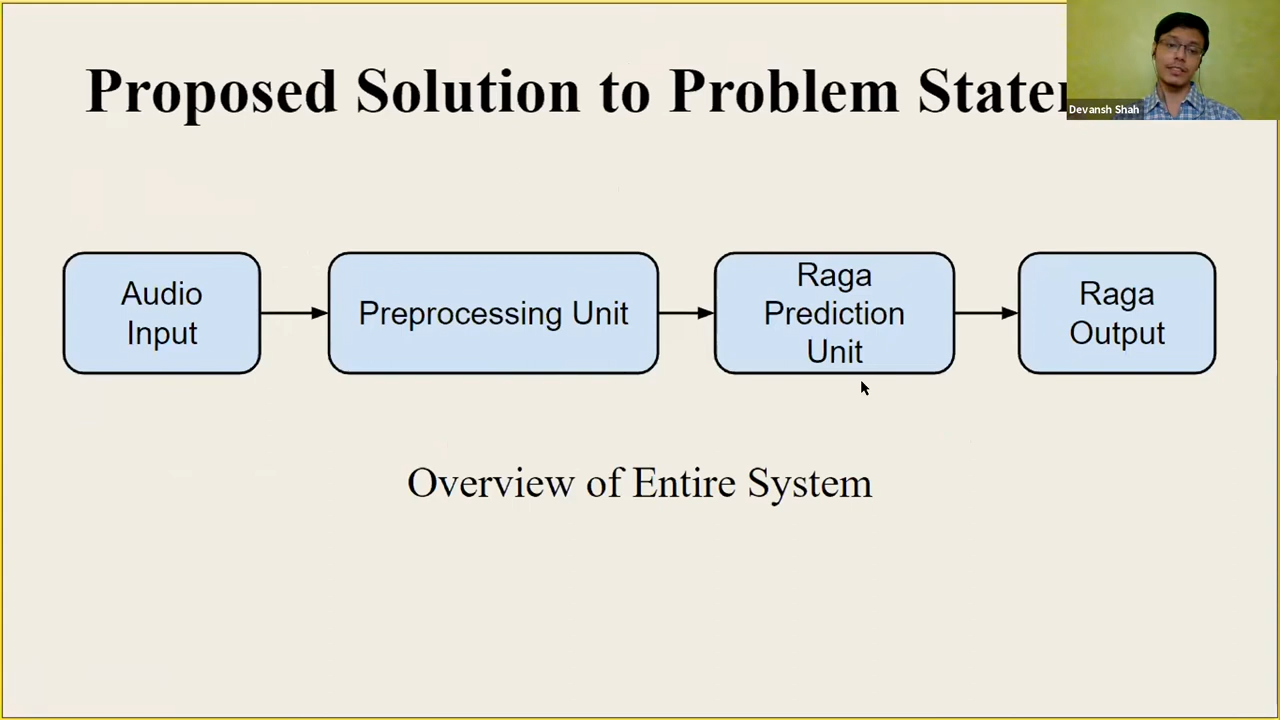 Proposed Solution to Problem State
Devansh Shah
Audio
Input
Preprocessing Unit
Raga
Prediction
Unit
Raga
Output
Overview of Entire System